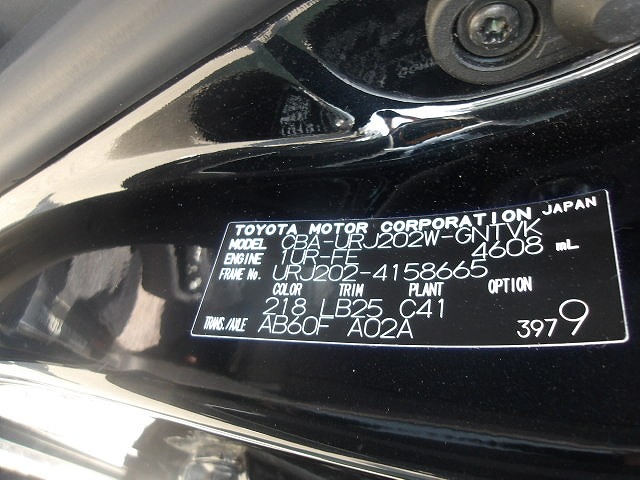 TOYOTA MOTOR CORPORATION JAPAN
MODEL CBA-URJ202W-GNTVK
ENGINE 1UR-FE 4608 mL
FRAME No. URJ202-4158665
COLOR TRIM PLANT OPTION
218 LB25 C41
TRANS./AXLE AB60F A02A
3979